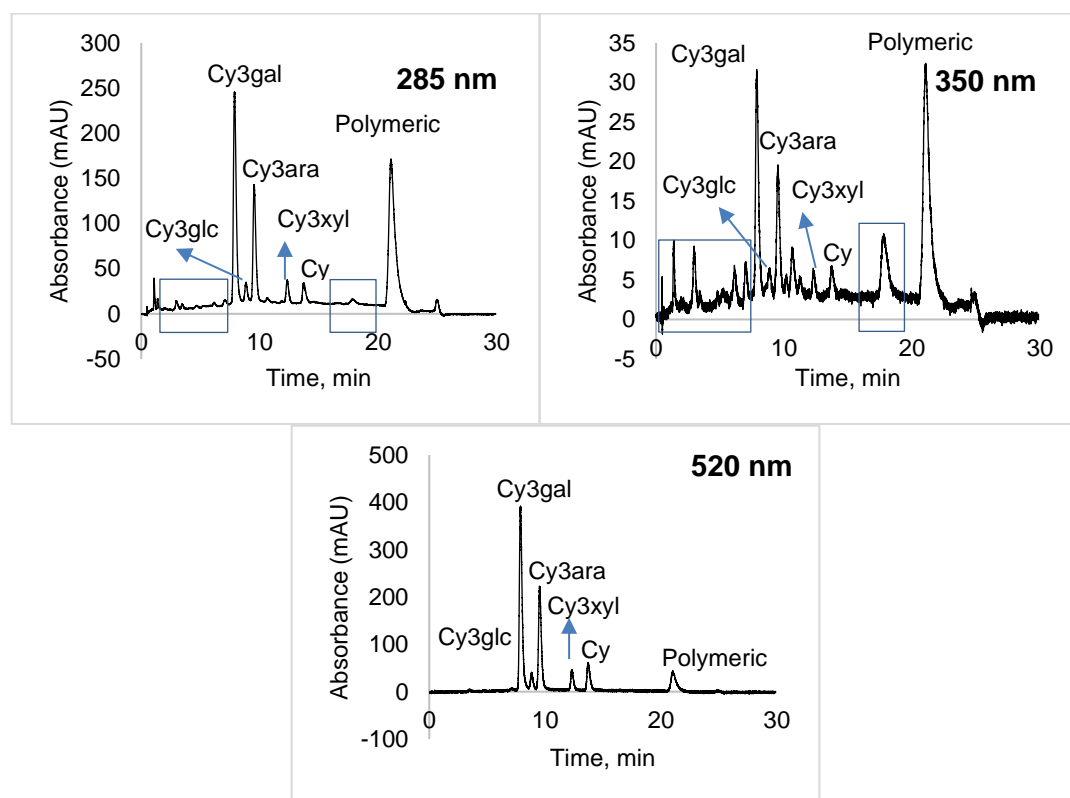 285 nm
Absorbance (mAU)
300
250
200
150
100
50
0
-50
0 10 20 30
Time, min
Cy3gal
Cy3ara
Cy3glc
Cy3xyl
Cy
Polymeric
350 nm
Absorbance (mAU)
35
30
25
20
15
10
5
0
-5
0 10 20 30
Time, min
Cy3gal
Polymeric
Cy3ara
Cy3glc
Cy3xyl
Cy
520 nm
Absorbance (mAU)
500
400
300
200
100
0
-100
0 10 20 30
Time, min
Cy3gal
Cy3ara
Cy3xyl
Cy3glc
Cy
Polymeric